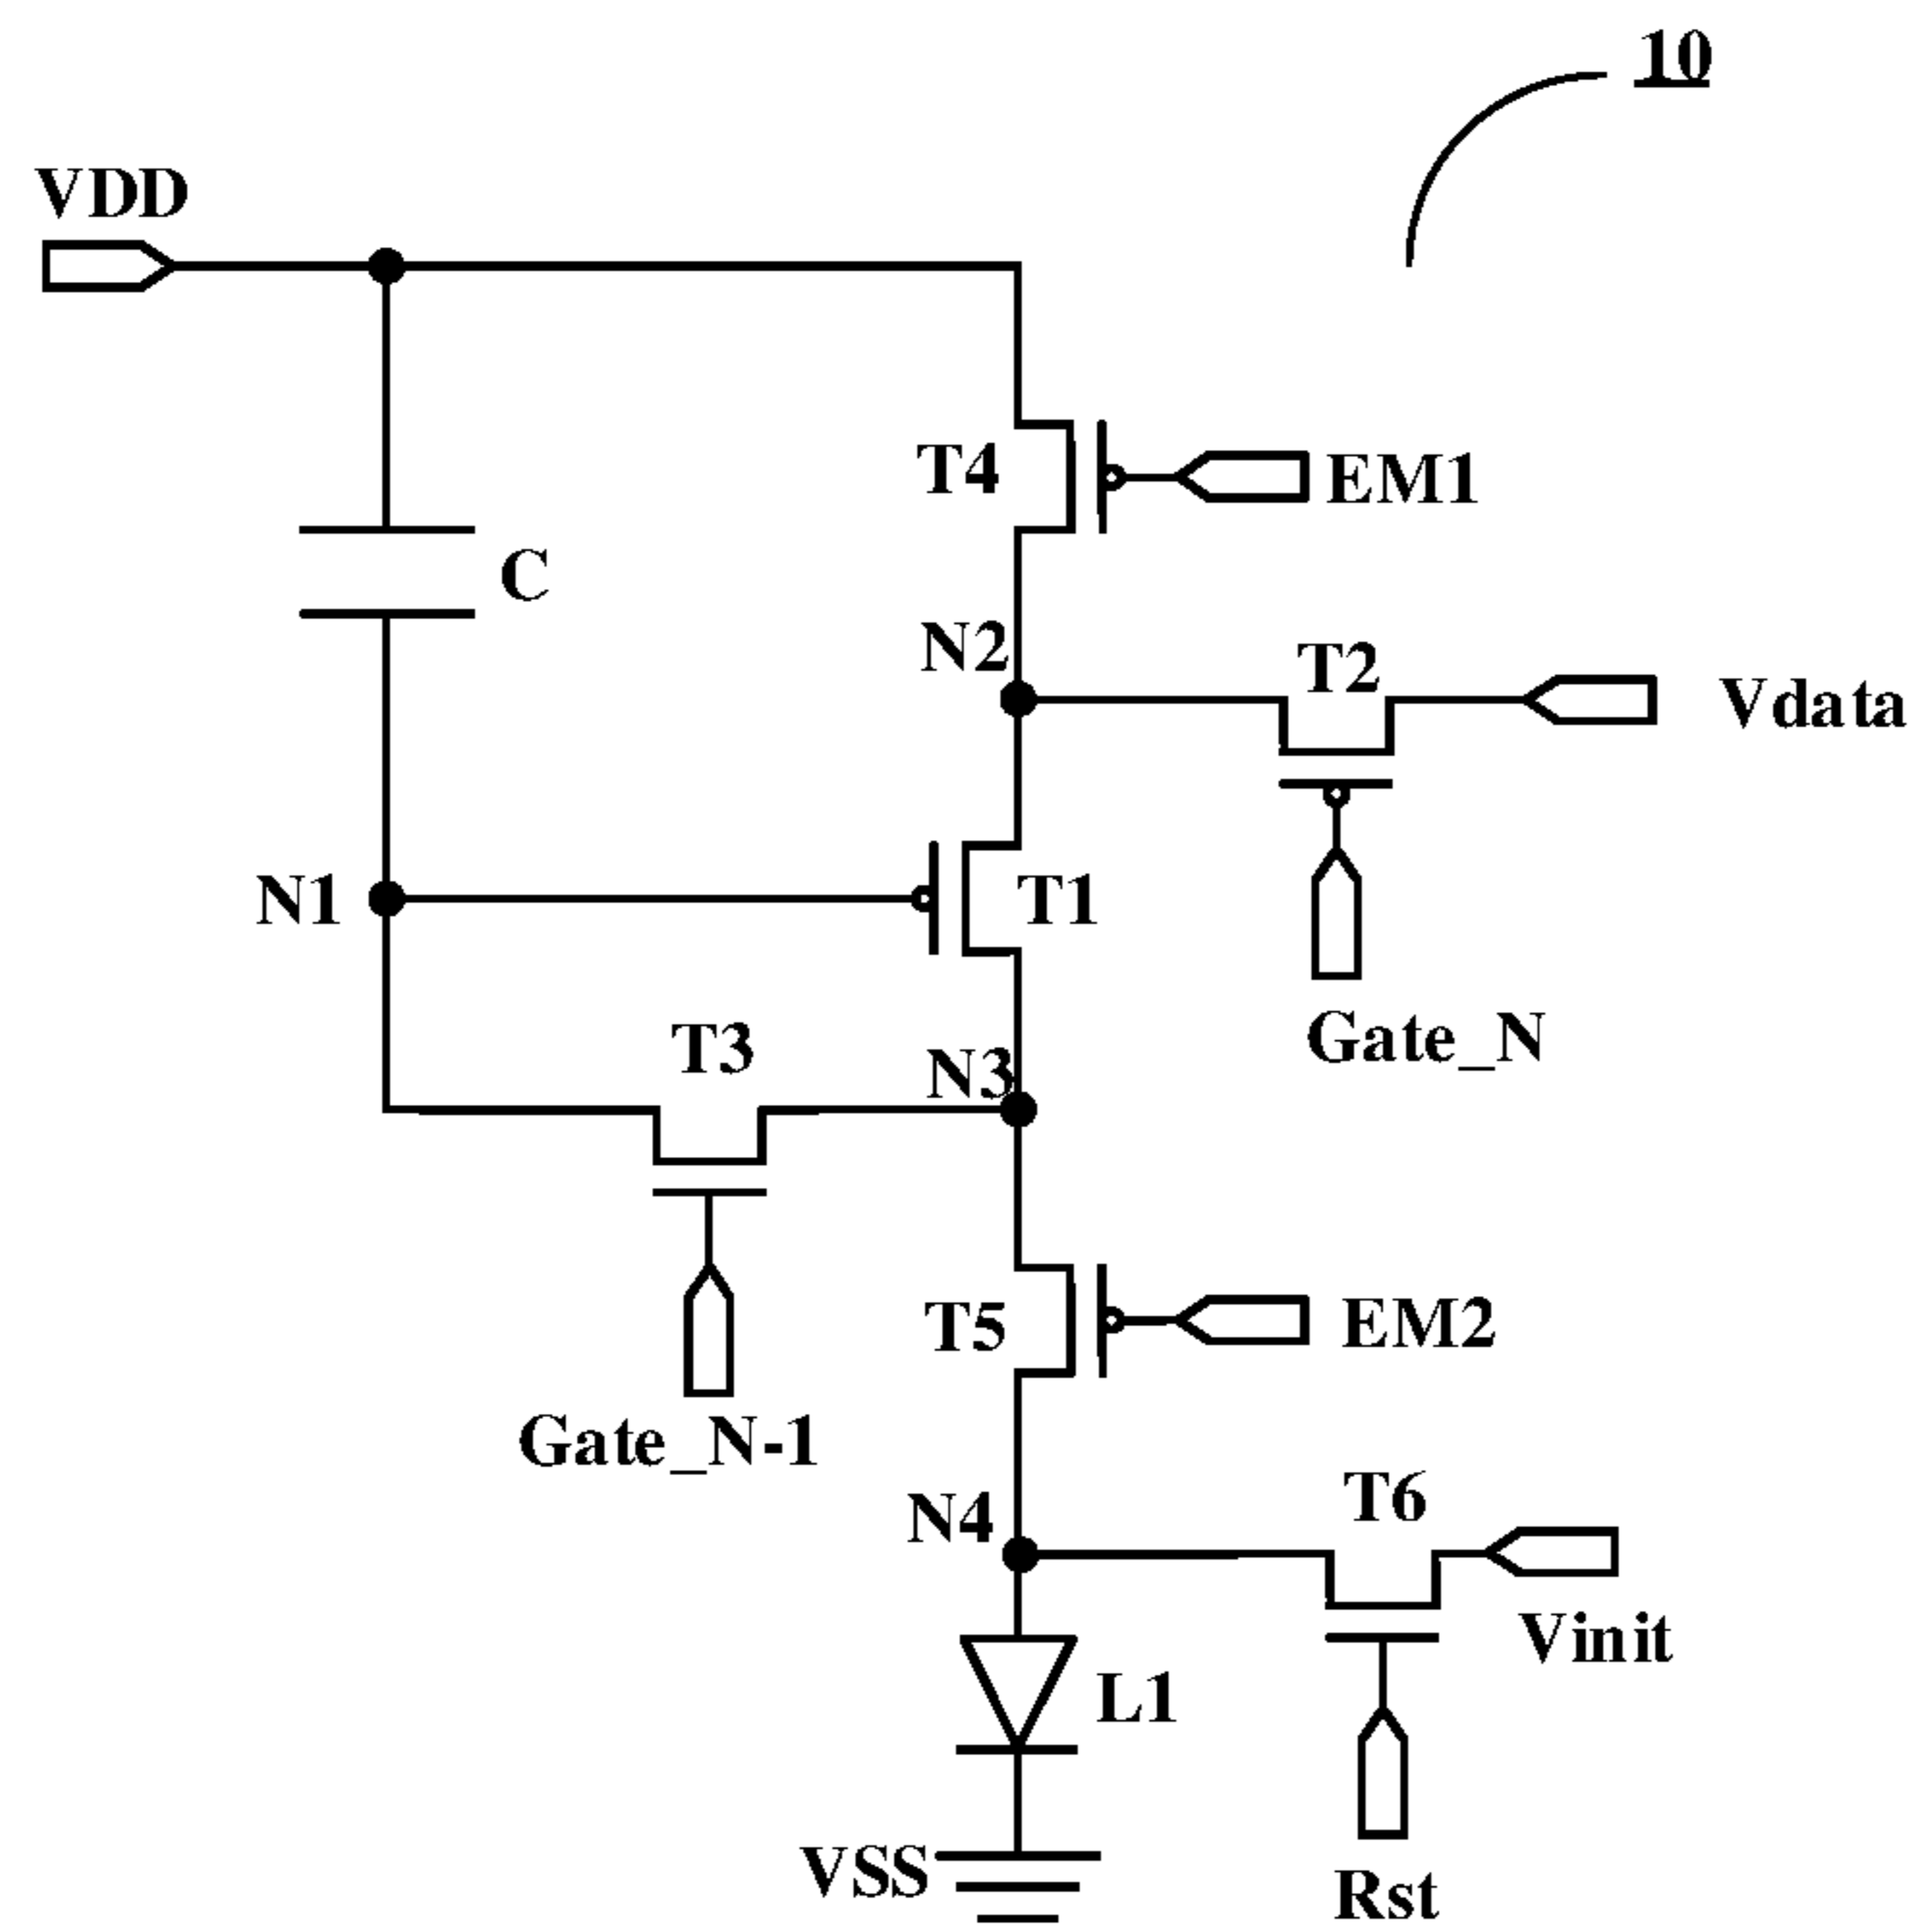 10
VDD
T4
EM1
C
N2
T2
Vdata
N1
T1
Gate_N
T3
N3
T5
EM2
Gate_N-1
N4
T6
Vinit
L1
VSS
Rst